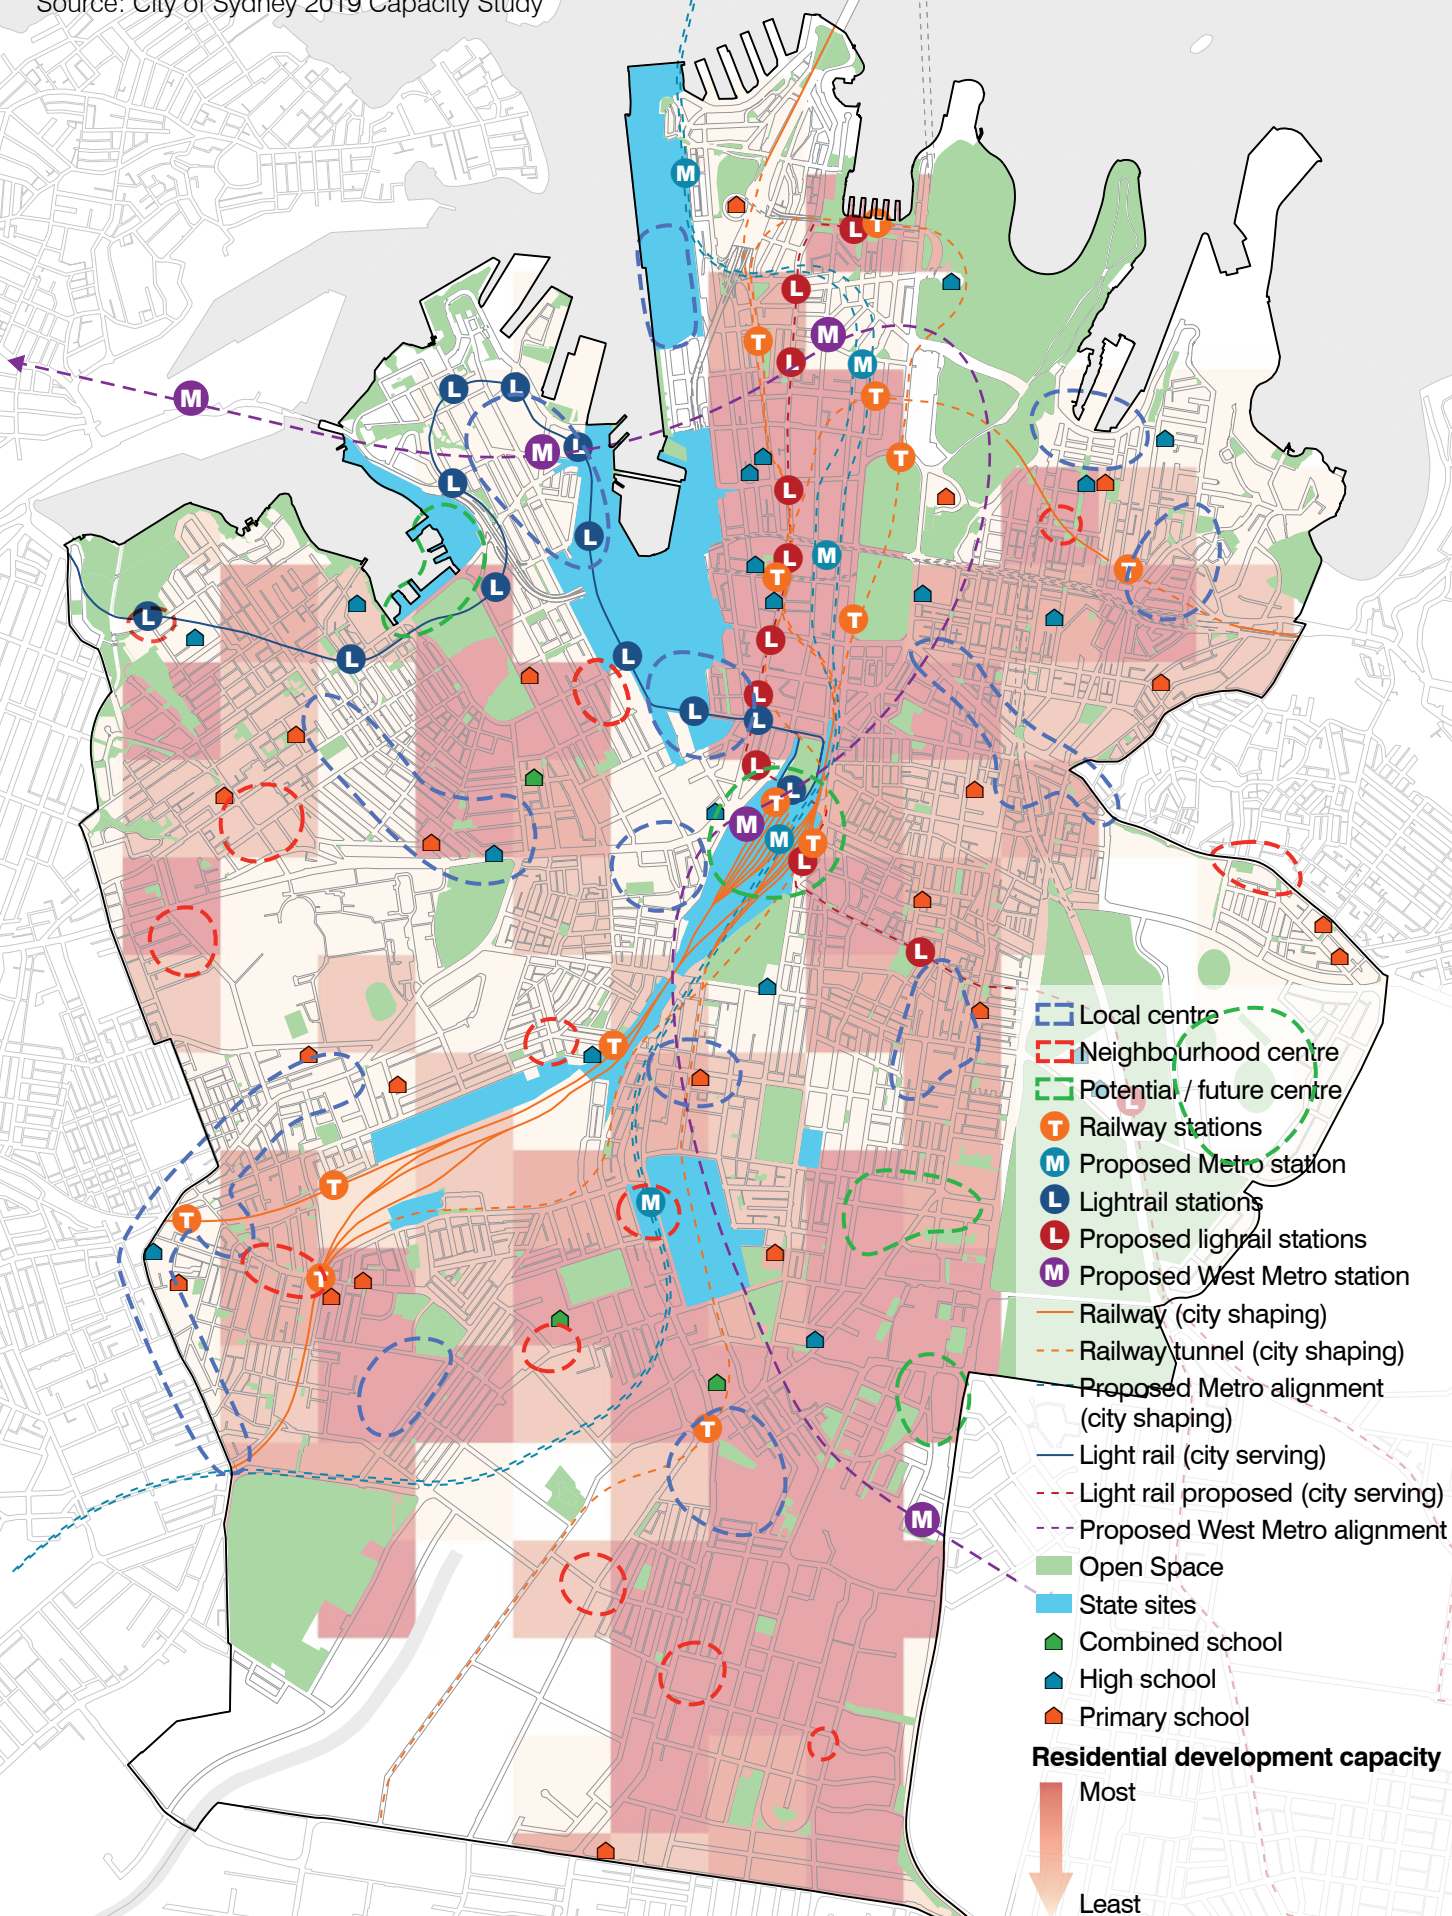 Source: City of Sydney 2019 Capacity Study
M
L
T
L
T
M
L
M
M
T
L
L
L
M
L
M
T
L
T
L
L
L
M
T
T
L
L
T
L
L
L
L
L
L
L
L
L
T
M
M
T
L
L
T
T
M
T
T
T
M
Local centre
Neighbourhood centre
Potential / future centre
L
T Railway stations
M Proposed Metro station
L Lightrail stations
L Proposed lighrail stations
M Proposed West Metro station
Railway (city shaping)
Railway tunnel (city shaping)
Proposed Metro alignment
(city shaping)
Light rail (city serving)
Light rail proposed (city serving)
Proposed West Metro alignment
Open Space
State sites
Combined school
High school
Primary school
Residential development capacity
Most
Least